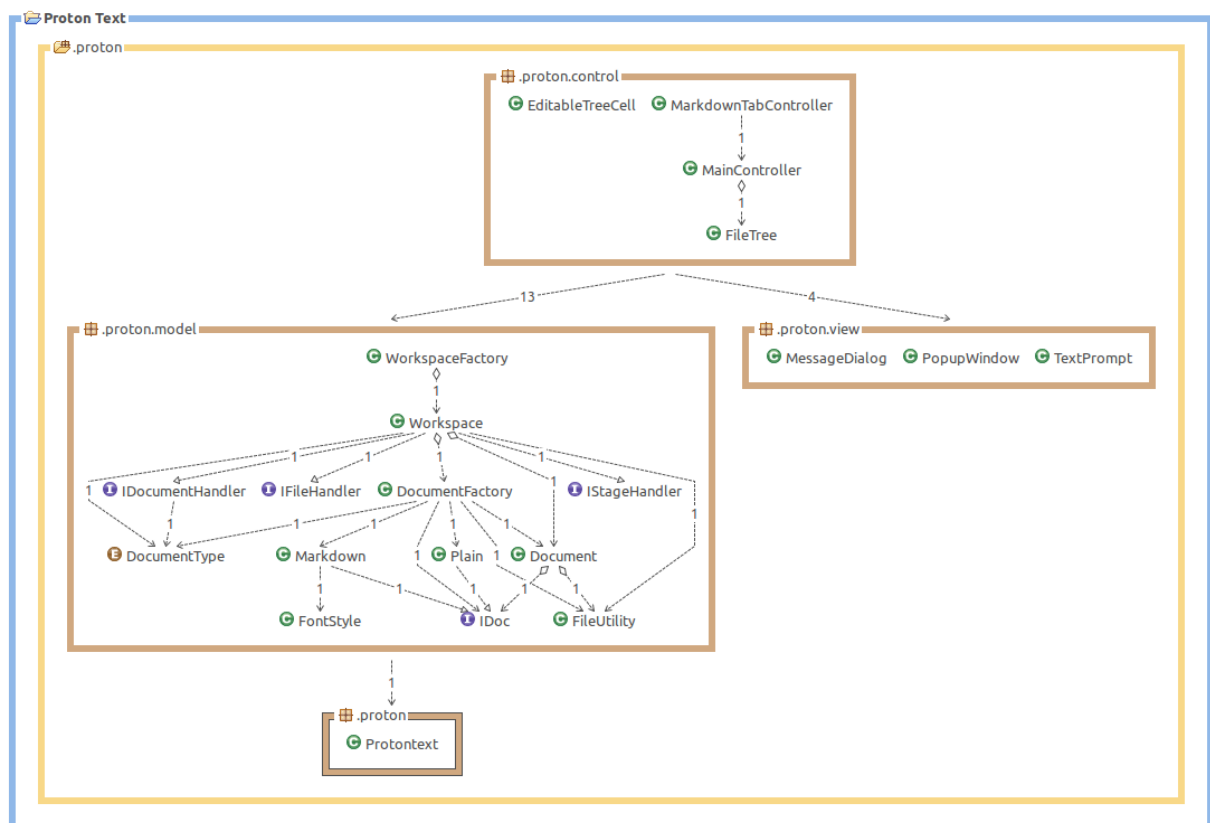 Proton Text
.proton
.proton.control
EditableTreeCell MarkdownTabController
1
MainController
1
FileTree
13 4
.proton.model .proton.view
WorkspaceFactory MessageDialog PopupWindow TextPrompt
1
Workspace
1 1 1 1
1 IDocumentHandler IFileHandler DocumentFactory 1 IStageHandler
1 1 1 1 1 1
DocumentType Markdown 1 Plain 1 Document
1 1 1 1 1
FontStyle IDoc FileUtility
1
.proton
Protontext